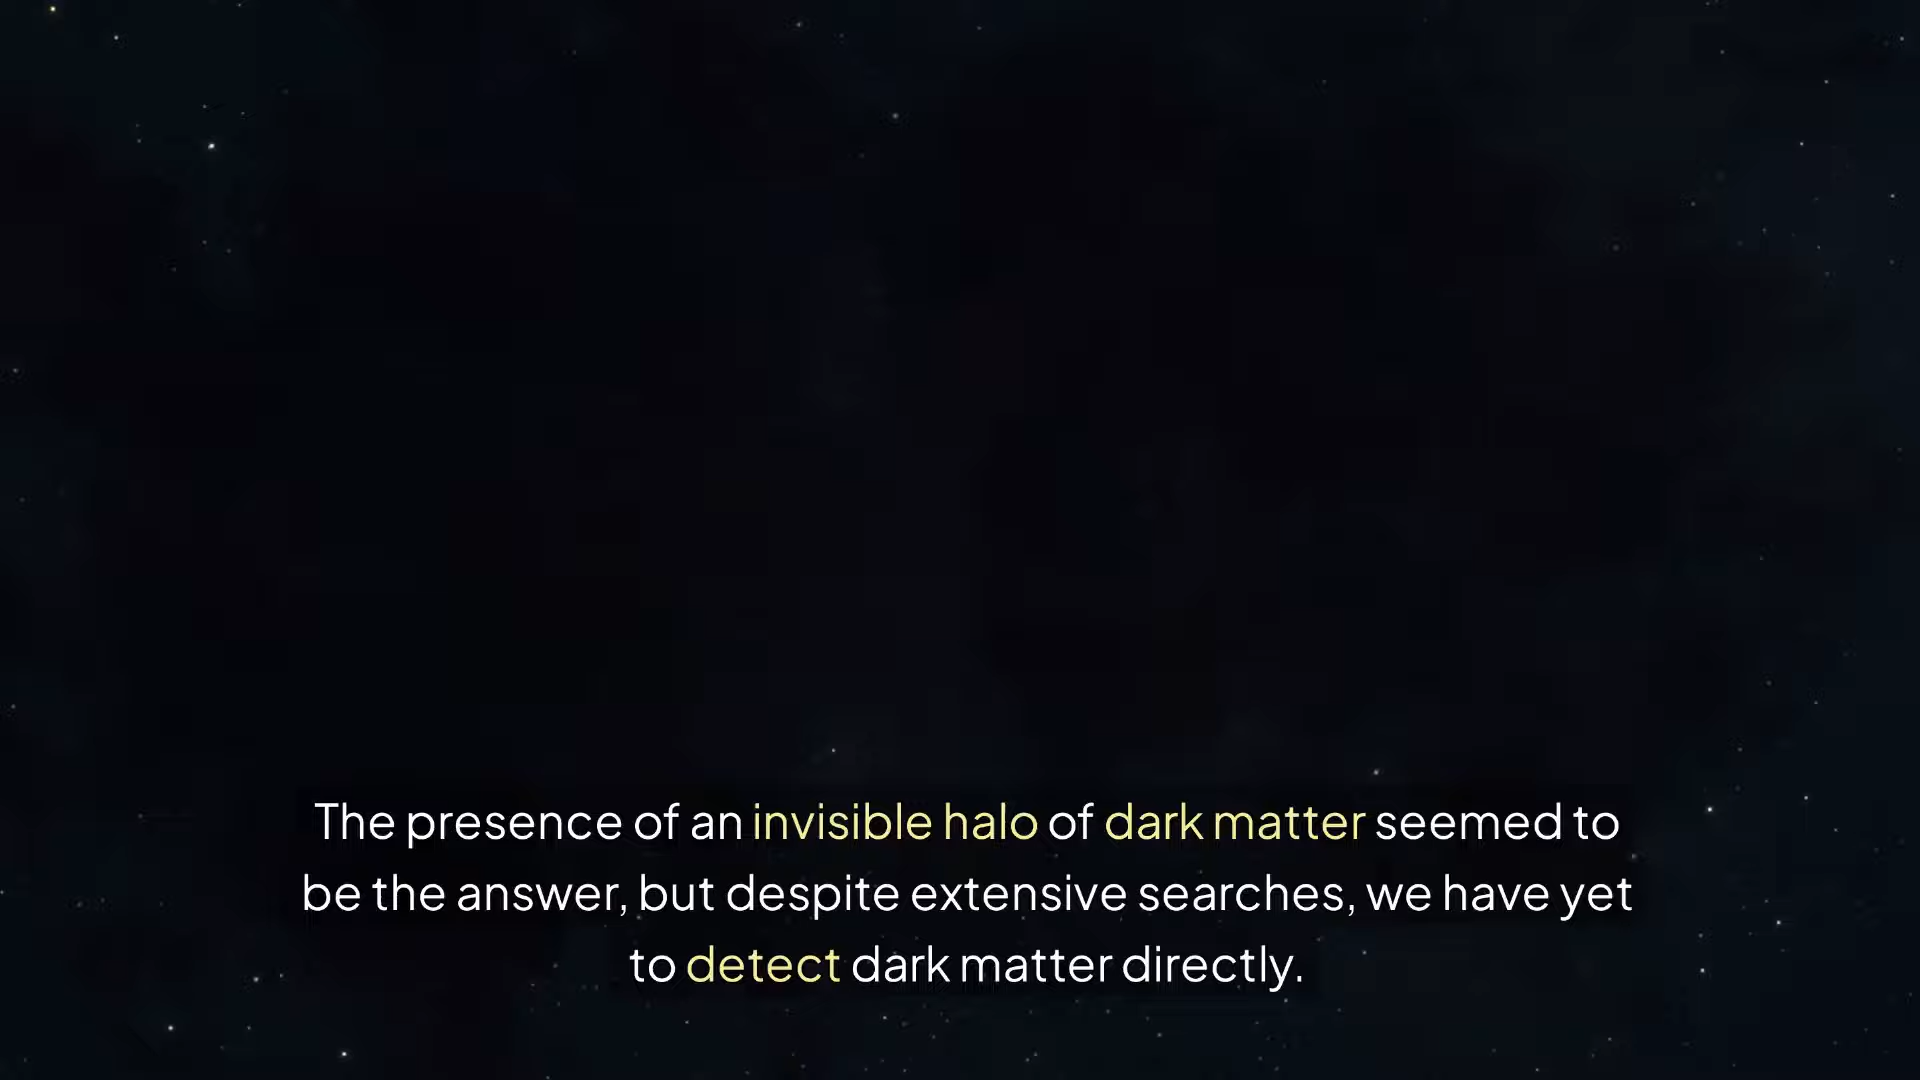 The presence of an invisible halo of dark matter seemed to
be the answer, but despite extensive searches, we have yet
to detect dark matter directly.